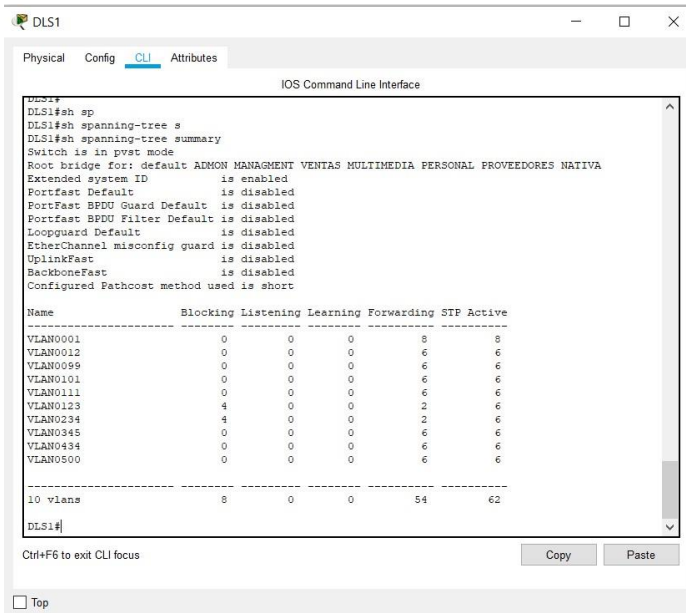 DLS1
Physical Config CLI Attributes
IOS Command Line Interface
DLS1#
DLS1#sh sp
DLS1#sh spanning-tree s
DLS1#sh spanning-tree summary
Switch is in pvst mode
Root bridge for: default ADMON MANAGMENT VENTAS MULTIMEDIA PERSONAL PROVEEDORES NATIVA
Extended system ID is enabled
Portfast Default is disabled
PortFast BPDU Guard Default is disabled
Portfast BPDU Filter Default is disabled
Loopguard Default is disabled
EtherChannel misconfig guard is disabled
UplinkFast is disabled
BackboneFast is disabled
Configured Pathcost method used is short
Name Blocking Listening Learning Forwarding STP Active
---------------------- -------- --------- -------- ---------- ----------
VLAN0001 0 0 0 8 8
VLAN0012 0 0 0 6 6
VLAN0099 0 0 0 6 6
VLAN0101 0 0 0 6 6
VLAN0111 0 0 0 6 6
VLAN0123 4 0 0 2 6
VLAN0234 4 0 0 2 6
VLAN0345 0 0 0 6 6
VLAN0434 0 0 0 6 6
VLAN0500 0 0 0 6 6
---------------------- -------- --------- -------- ---------- ----------
10 vlans 8 0 0 54 62
DLS1#
Ctrl+F6 to exit CLI focus
Copy Paste
Top